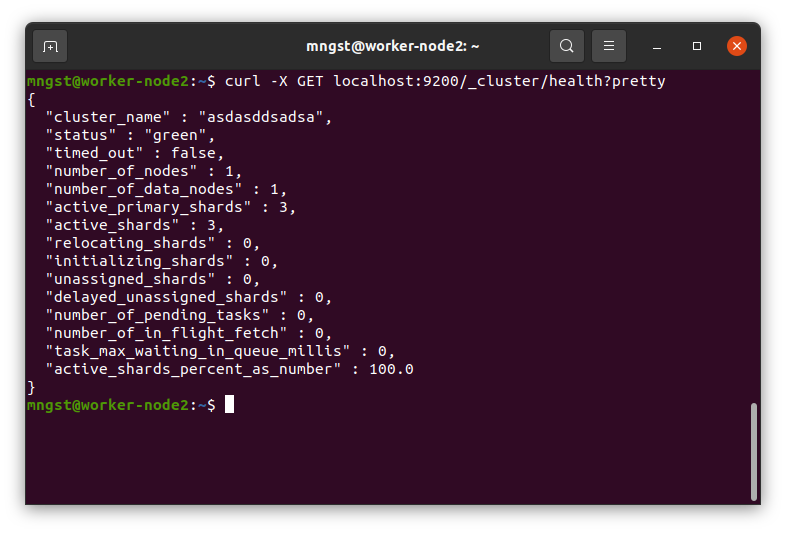 mngst@worker-node2: ~
mngst@worker-node2:~$ curl -X GET localhost:9200/_cluster/health?pretty
{
  "cluster_name" : "asdasddsadsa",
  "status" : "green",
  "timed_out" : false,
  "number_of_nodes" : 1,
  "number_of_data_nodes" : 1,
  "active_primary_shards" : 3,
  "active_shards" : 3,
  "relocating_shards" : 0,
  "initializing_shards" : 0,
  "unassigned_shards" : 0,
  "delayed_unassigned_shards" : 0,
  "number_of_pending_tasks" : 0,
  "number_of_in_flight_fetch" : 0,
  "task_max_waiting_in_queue_millis" : 0,
  "active_shards_percent_as_number" : 100.0
}
mngst@worker-node2:~$